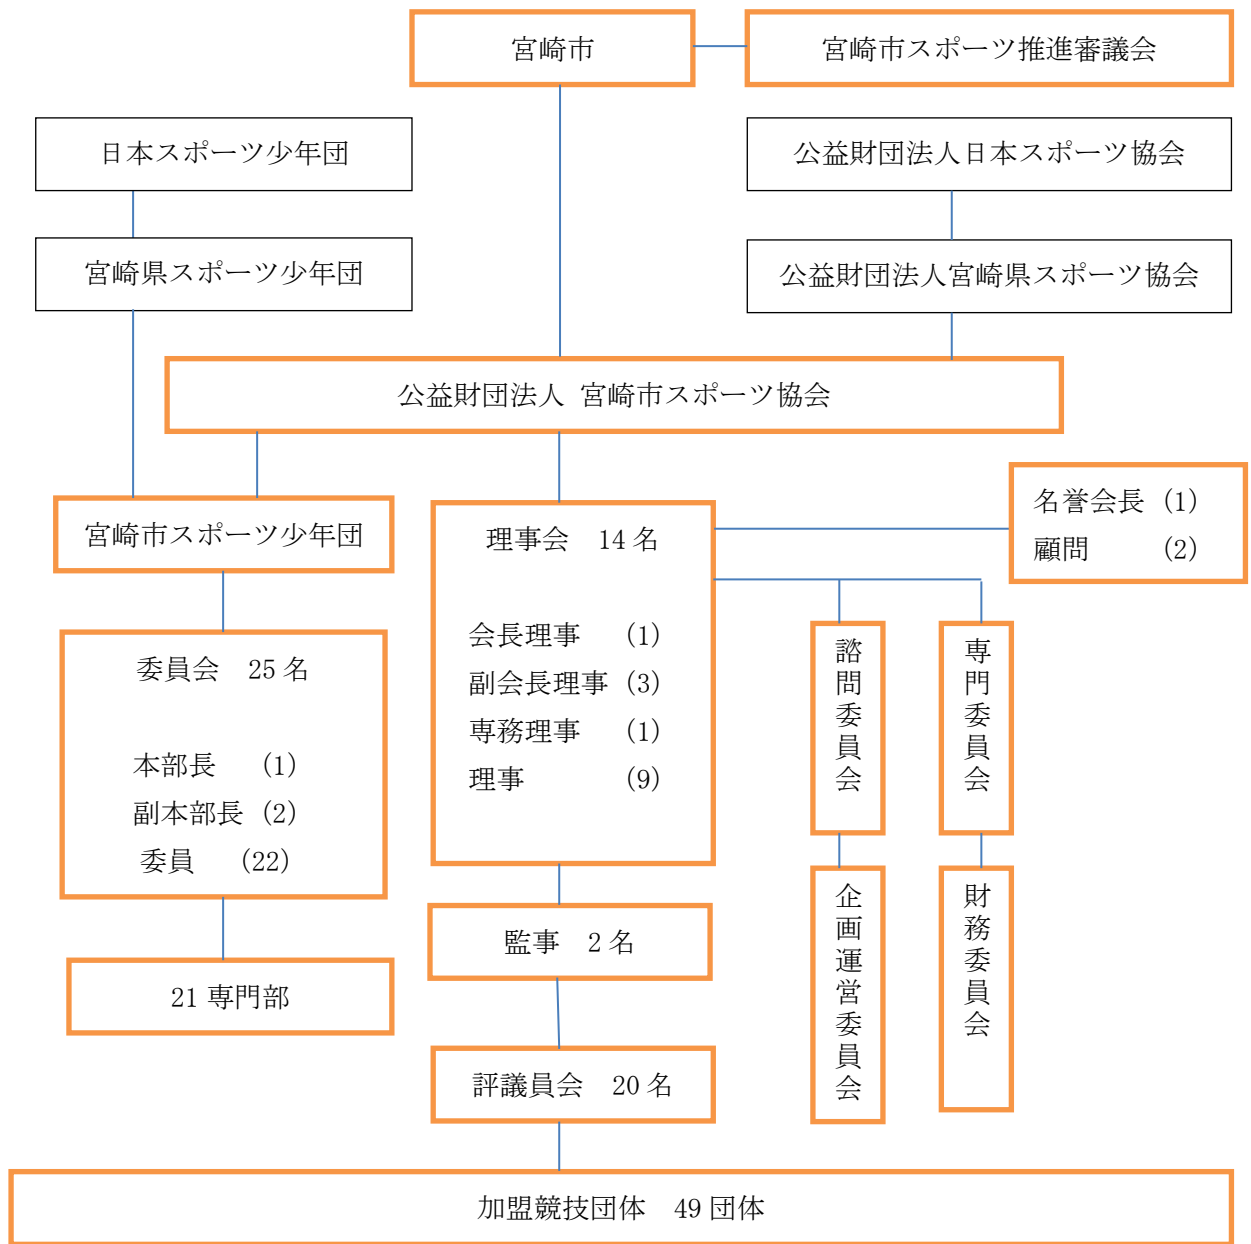 宮崎市
宮崎市スポーツ推進審議会
日本スポーツ少年団
公益財団法人日本スポーツ協会
宮崎県スポーツ少年団
公益財団法人宮崎県スポーツ協会
公益財団法人 宮崎市スポーツ協会
宮崎市スポーツ少年団
委員会 25名
本部長 (1)
副本部長 (2)
委員 (22)
21専門部
理事会 14名
会長理事 (1)
副会長理事 (3)
専務理事 (1)
理事 (9)
名誉会長 (1)
顧問 (2)
諮問委員会
専門委員会
企画運営委員会
財務委員会
監事 2名
評議員会 20名
加盟競技団体 49団体